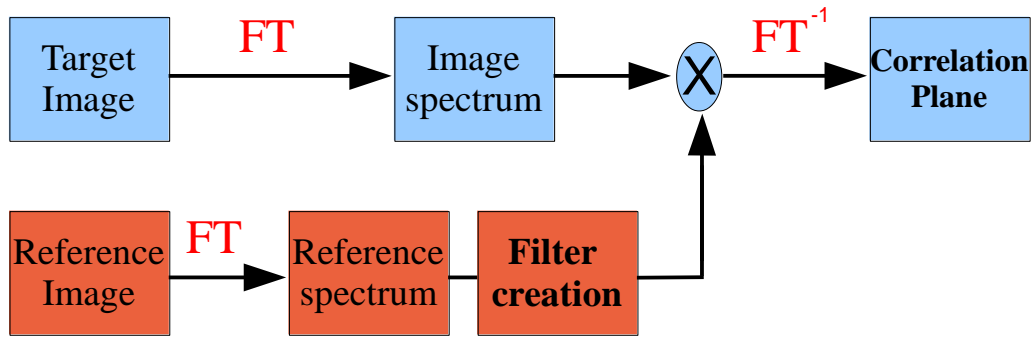 FT
FT⁻¹
Target
Image
Image
spectrum
X
Correlation
Plane
Reference
Image
FT
Reference
spectrum
Filter
creation